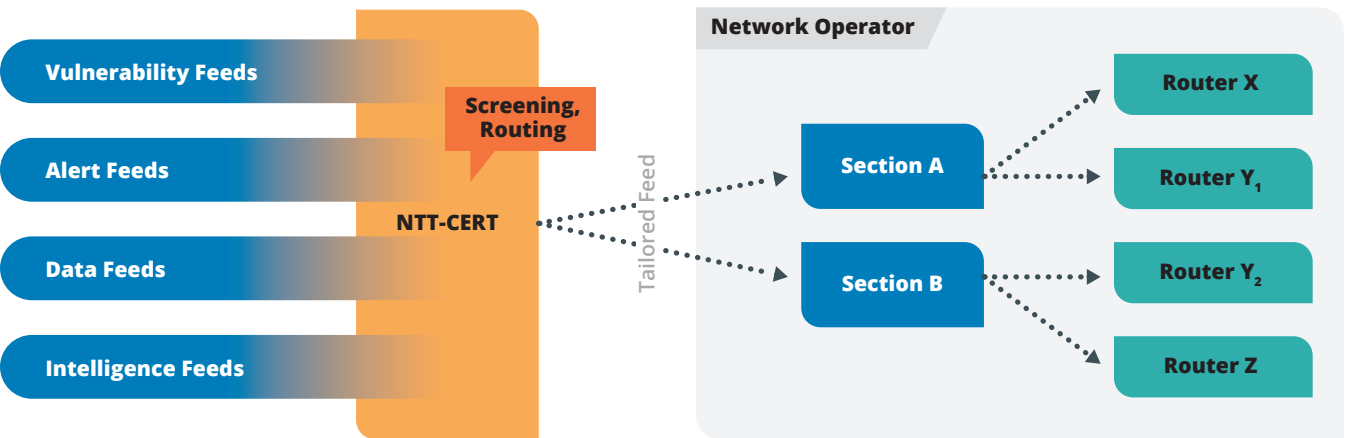 Vulnerability Feeds
Alert Feeds
Data Feeds
Intelligence Feeds
Screening,
Routing
NTT-CERT
Tailored Feed
Network Operator
Section A
Section B
Router X
Router Y₁
Router Y₂
Router Z